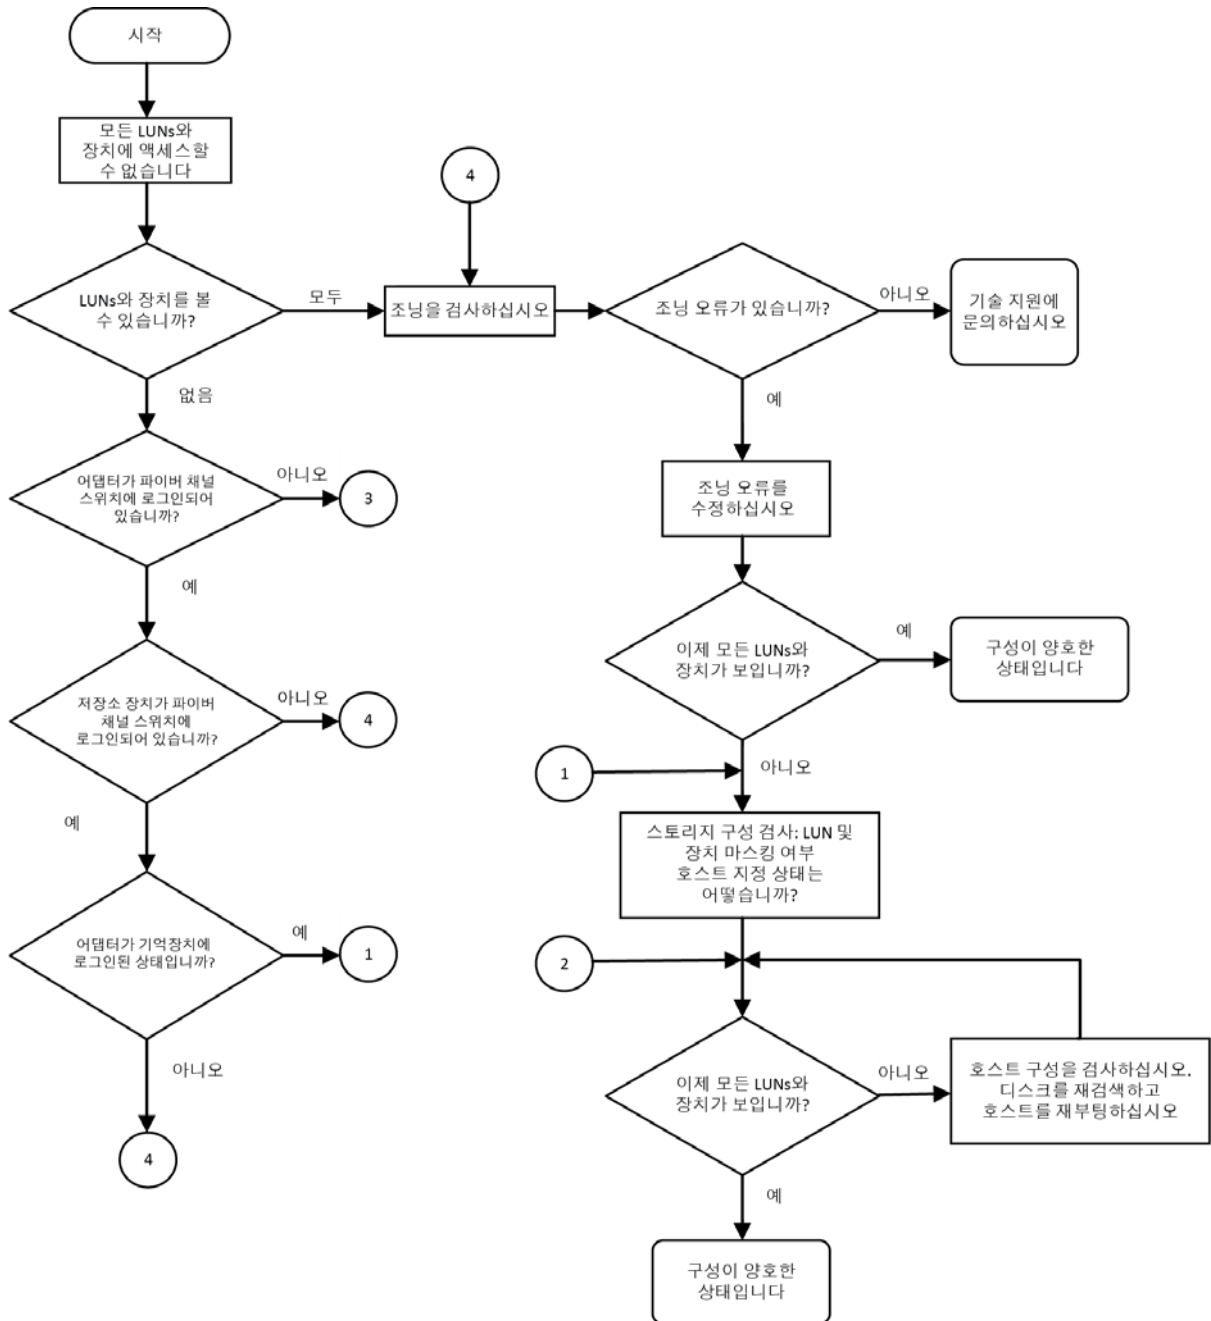 시작
모든 LUNs와
장치에 액세스할
수 없습니다
4
LUNs와 장치를 볼
수 있습니까?
모두
조닝을 검사하십시오
조닝 오류가 있습니까?
아니오
기술 지원에
문의하십시오
없음
예
어댑터가 파이버 채널
스위치에 로그인되어
있습니까?
아니오
3
조닝 오류를
수정하십시오
예
이제 모든 LUNs와
장치가 보입니까?
예
구성이 양호한
상태입니다
저장소 장치가 파이버
채널 스위치에
로그인되어 있습니까?
아니오
4
1
아니오
예
스토리지 구성 검사: LUN 및
장치 마스킹 여부
호스트 지정 상태는
어떻습니까?
어댑터가 기억장치에
로그인된 상태입니까?
예
1
2
아니오
4
이제 모든 LUNs와
장치가 보입니까?
아니오
호스트 구성을 검사하십시오.
디스크를 재검색하고
호스트를 재부팅하십시오
예
구성이 양호한
상태입니다